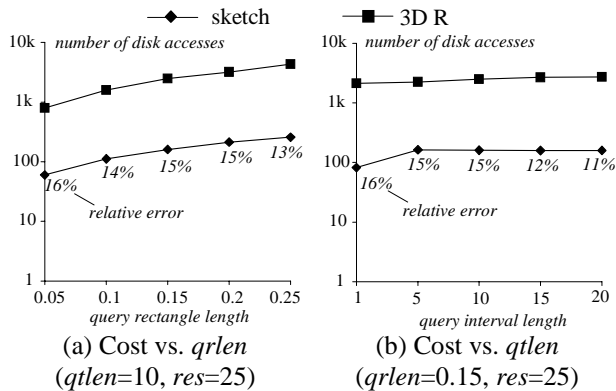 sketch 3D R
number of disk accesses
10k
1k
100
10
1
16% 14% 15% 15% 13%
relative error
0.05 0.1 0.15 0.2 0.25
query rectangle length
(a) Cost vs. qrlen
(qtlen=10, res=25)
number of disk accesses
10k
1k
100
10
1
16% 15% 15% 12% 11%
relative error
1 5 10 15 20
query interval length
(b) Cost vs. qtlen
(qrlen=0.15, res=25)